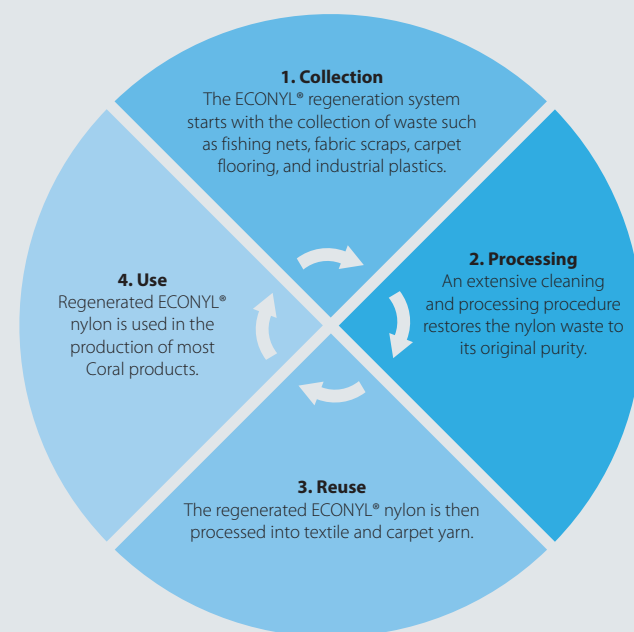 1. Collection
The ECONYL® regeneration system
starts with the collection of waste such
as fishing nets, fabric scraps, carpet
flooring, and industrial plastics.
2. Processing
An extensive cleaning
and processing procedure
restores the nylon waste to
its original purity.
3. Reuse
The regenerated ECONYL® nylon is then
processed into textile and carpet yarn.
4. Use
Regenerated ECONYL®
nylon is used in the
production of most
Coral products.